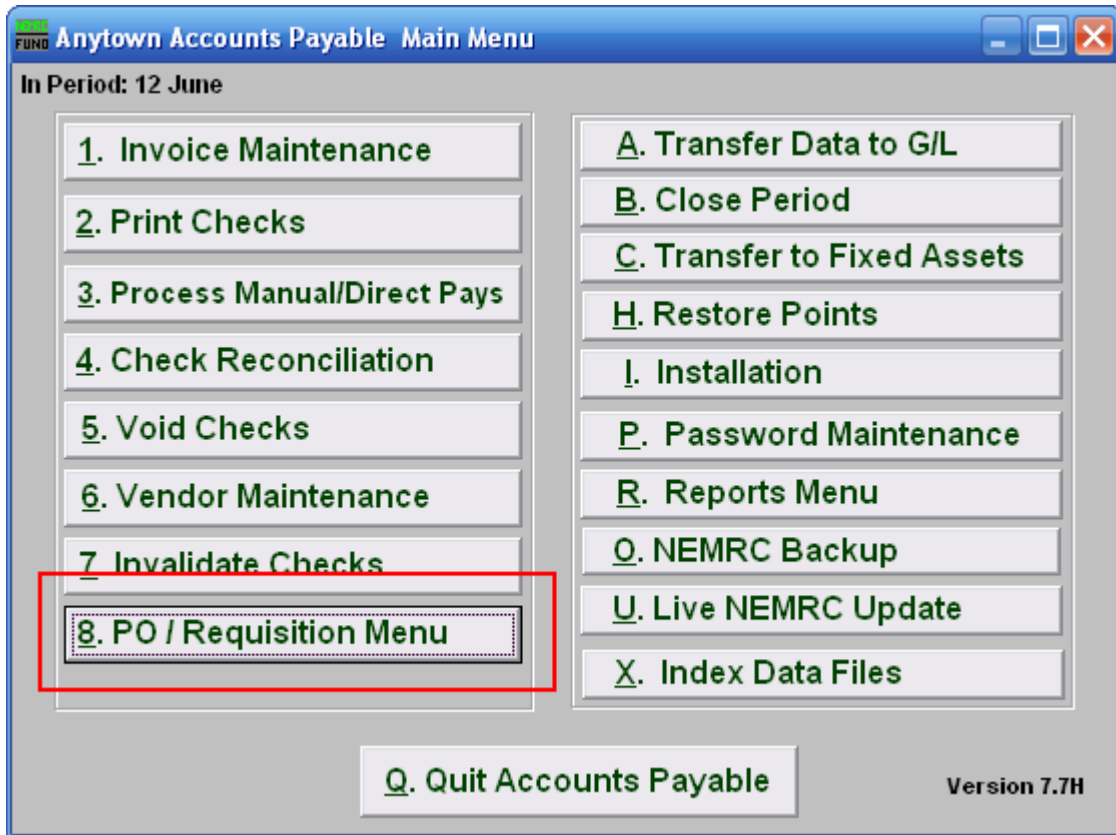 NEMRC
FUND Anytown Accounts Payable Main Menu
In Period: 12 June
1. Invoice Maintenance
2. Print Checks
3. Process Manual/Direct Pays
4. Check Reconciliation
5. Void Checks
6. Vendor Maintenance
7. Invalidate Checks
8. PO / Requisition Menu
A. Transfer Data to G/L
B. Close Period
C. Transfer to Fixed Assets
H. Restore Points
I. Installation
P. Password Maintenance
R. Reports Menu
O. NEMRC Backup
U. Live NEMRC Update
X. Index Data Files
Q. Quit Accounts Payable
Version 7.7H